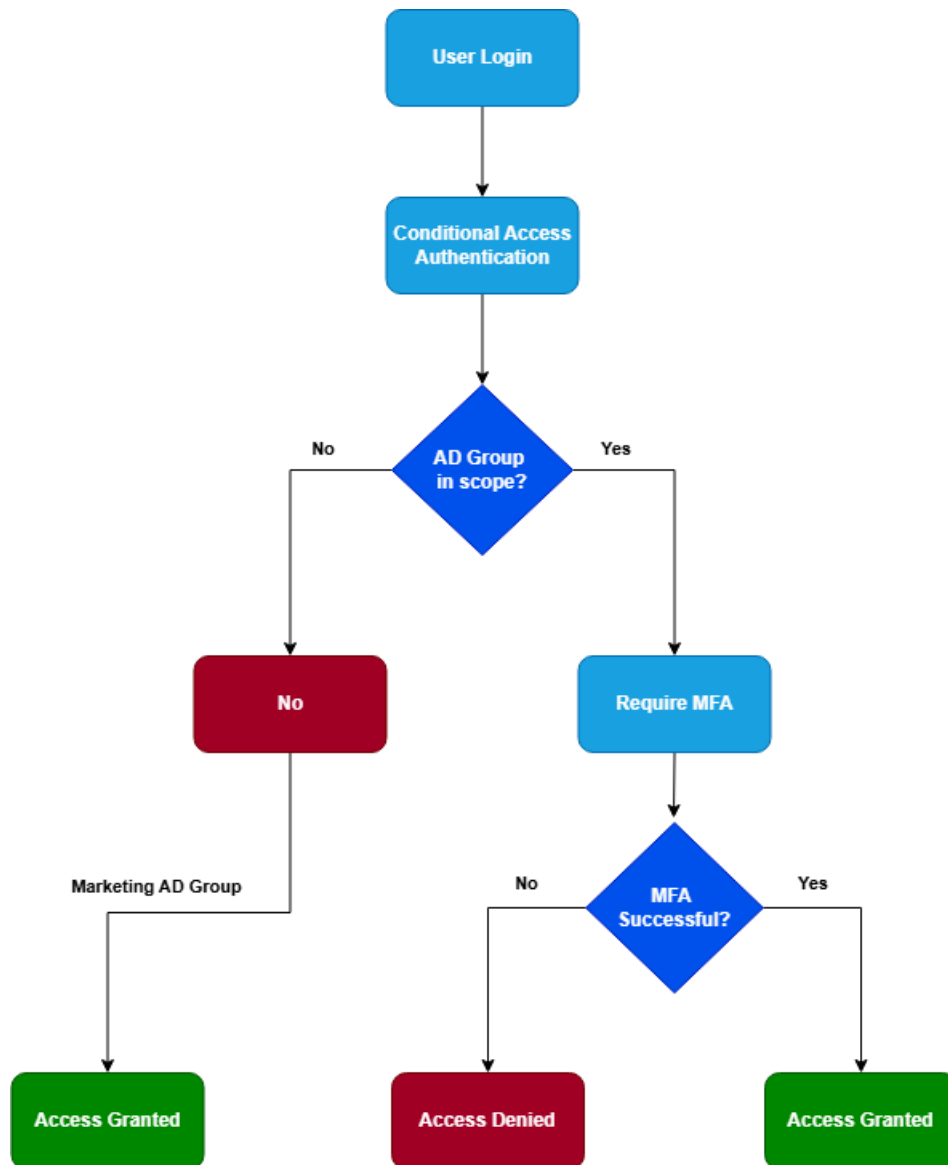 User Login
Conditional Access
Authentication
No
AD Group
in scope?
Yes
No
Require MFA
Marketing AD Group
No
MFA
Successful?
Yes
Access Granted
Access Denied
Access Granted